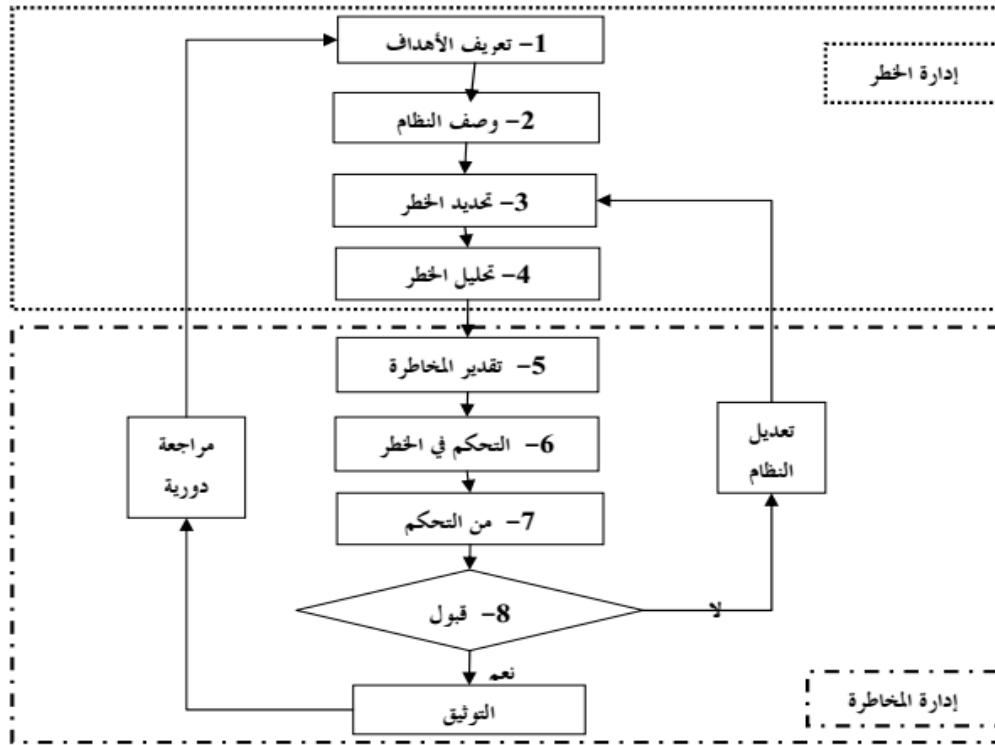 1– تعريف الأهداف
إدارة الخطر
2– وصف النظام
3– تحديد الخطر
4– تحليل الخطر
5– تقدير المخاطرة
تعديل
النظام
6– التحكم في الخطر
مراجعة
دورية
7– من التحكم
8– قبول
لا
نعم
التوثيق
إدارة المخاطرة